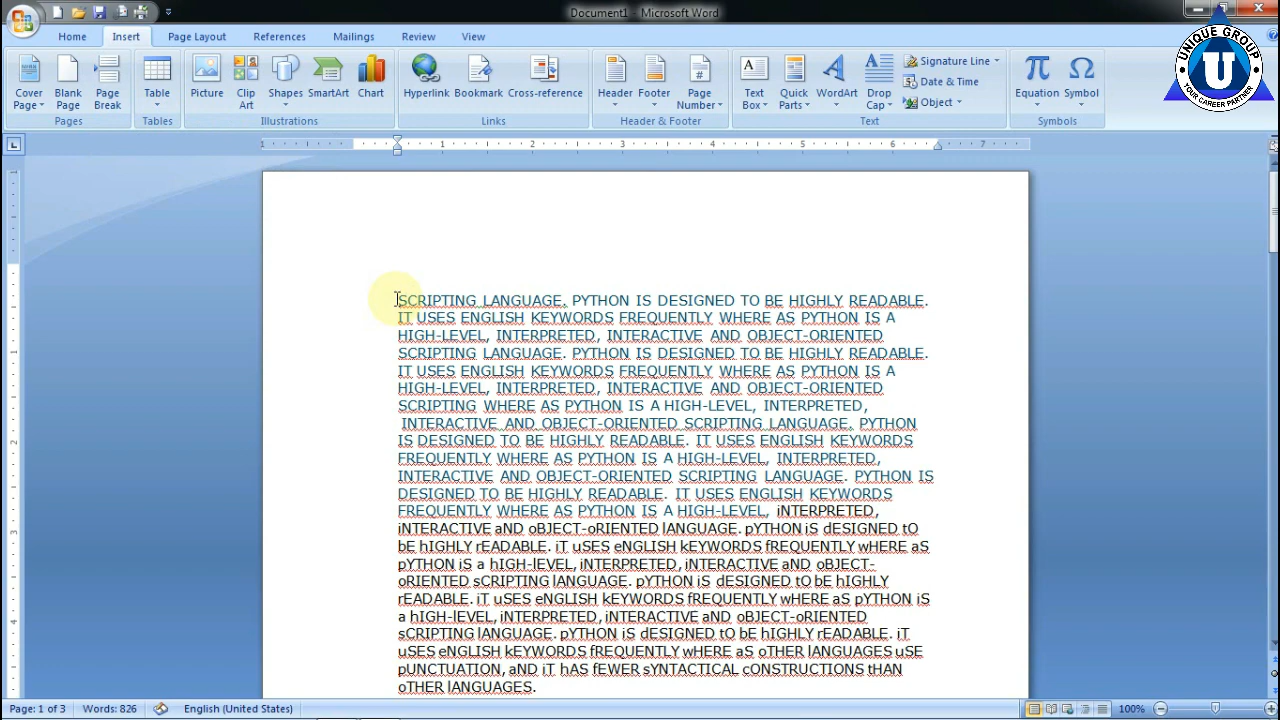 Document1 - Microsoft Word
Home Insert Page Layout References Mailings Review View
Cover Page Blank Page Page Break Table Picture Clip Art Shapes SmartArt Chart Hyperlink Bookmark Cross-reference Header Footer Page Number Text Box Quick Parts WordArt Drop Cap Signature Line Date & Time Object Equation Symbol
Pages Tables Illustrations Links Header & Footer Text Symbols
UNIQUE GROUP
U
YOUR CAREER PARTNER
1 1 2 3 4 5 6 7
SCRIPTING LANGUAGE. PYTHON IS DESIGNED TO BE HIGHLY READABLE.
IT USES ENGLISH KEYWORDS FREQUENTLY WHERE AS PYTHON IS A
HIGH-LEVEL, INTERPRETED, INTERACTIVE AND OBJECT-ORIENTED
SCRIPTING LANGUAGE. PYTHON IS DESIGNED TO BE HIGHLY READABLE.
IT USES ENGLISH KEYWORDS FREQUENTLY WHERE AS PYTHON IS A
HIGH-LEVEL, INTERPRETED, INTERACTIVE AND OBJECT-ORIENTED
SCRIPTING WHERE AS PYTHON IS A HIGH-LEVEL, INTERPRETED,
INTERACTIVE AND OBJECT-ORIENTED SCRIPTING LANGUAGE. PYTHON
IS DESIGNED TO BE HIGHLY READABLE. IT USES ENGLISH KEYWORDS
FREQUENTLY WHERE AS PYTHON IS A HIGH-LEVEL, INTERPRETED,
INTERACTIVE AND OBJECT-ORIENTED SCRIPTING LANGUAGE. PYTHON IS
DESIGNED TO BE HIGHLY READABLE. IT USES ENGLISH KEYWORDS
FREQUENTLY WHERE AS PYTHON IS A HIGH-LEVEL, iNTERPRETED,
iNTERACTIVE aND oBJECT-oRIENTED lANGUAGE. pYTHON iS dESIGNED tO
bE hIGHLY rEADABLE. iT uSES eNGLISH kEYWORDS fREQUENTLY wHERE aS
pYTHON iS a hIGH-LEVEL, iNTERPRETED, iNTERACTIVE aND oBJECT-
oRIENTED sCRIPTING lANGUAGE. pYTHON iS dESIGNED tO bE hIGHLY
rEADABLE. iT uSES eNGLISH kEYWORDS fREQUENTLY wHERE aS pYTHON iS
a hIGH-LEVEL, iNTERPRETED, iNTERACTIVE aND oBJECT-oRIENTED
sCRIPTING lANGUAGE. pYTHON iS dESIGNED tO bE hIGHLY rEADABLE. iT
uSES eNGLISH kEYWORDS fREQUENTLY wHERE aS oTHER lANGUAGES uSE
pUNCTUATION, aND iT hAS fEWER sYNTACTICAL cONSTRUCTIONS tHAN
oTHER lANGUAGES.
1
1
2
3
4
Page: 1 of 3 Words: 826 English (United States) 100%